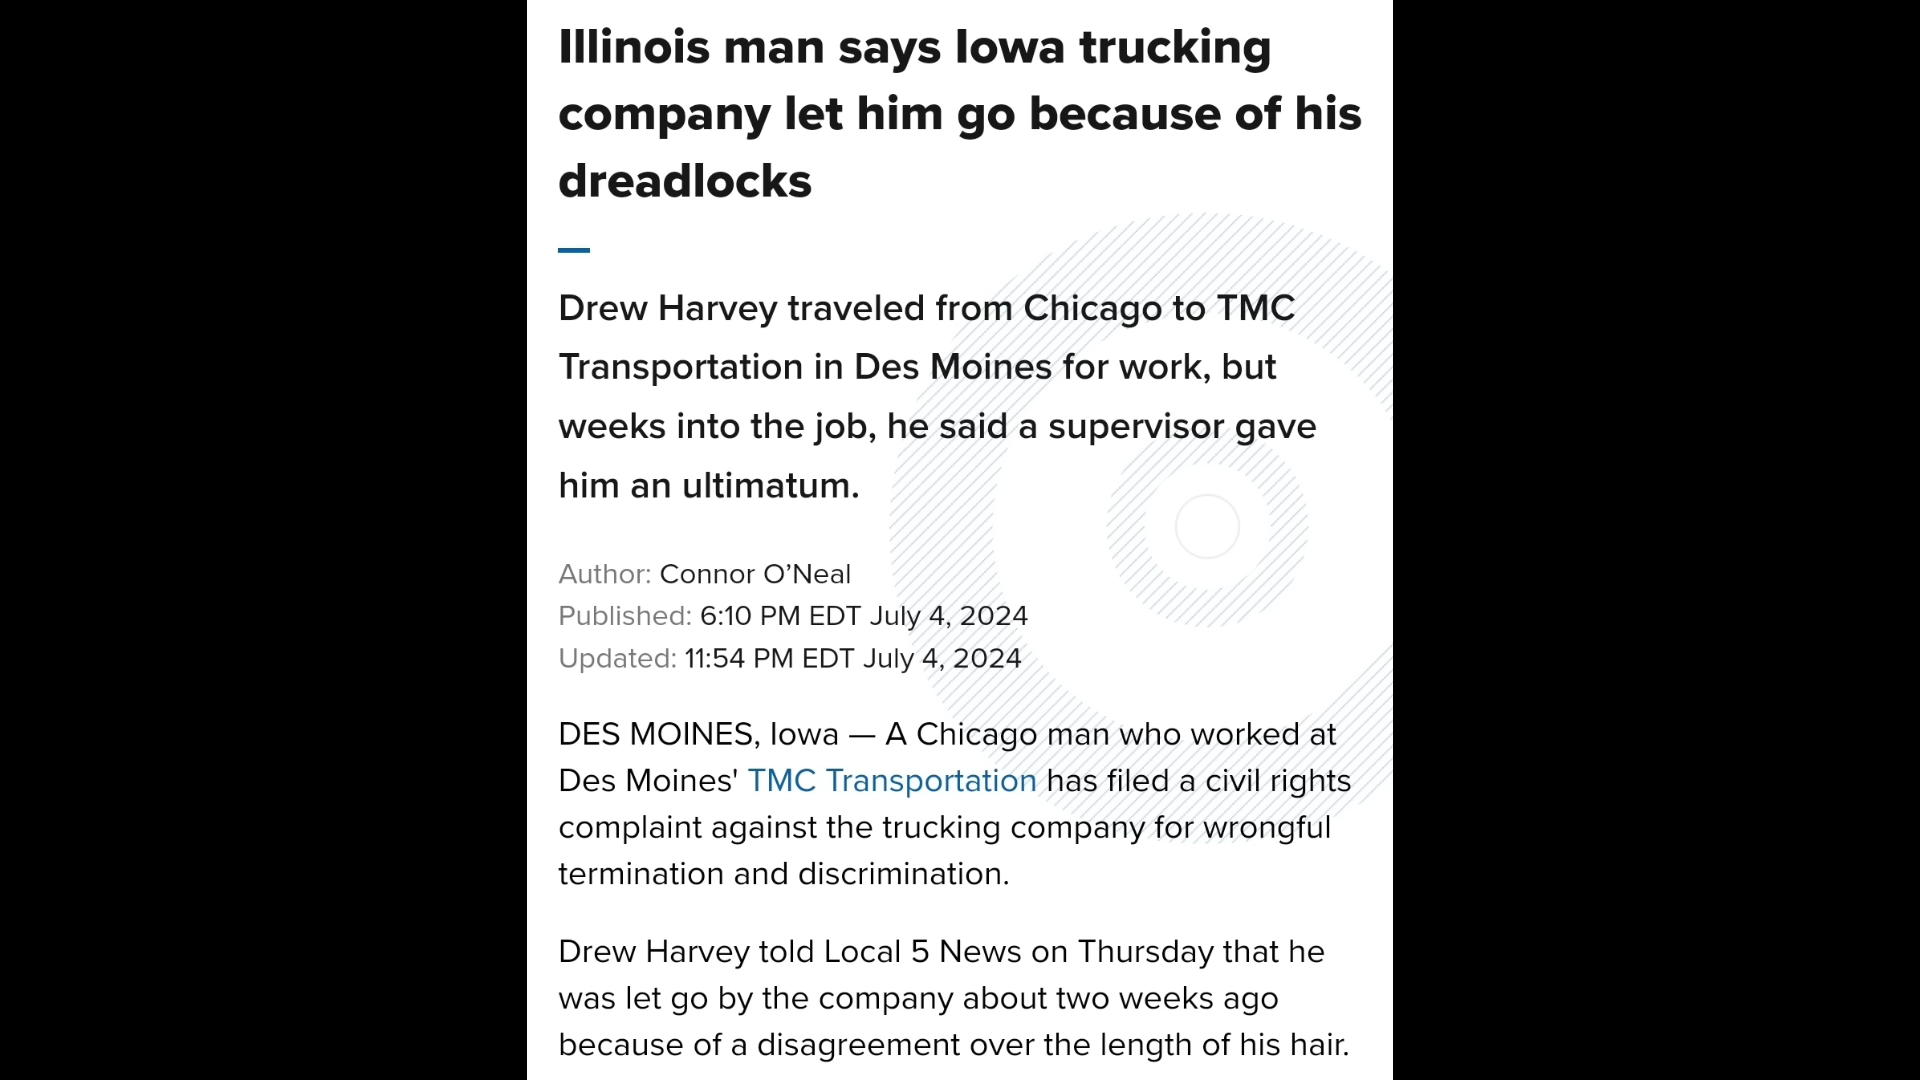 Illinois man says Iowa trucking
company let him go because of his
dreadlocks
Drew Harvey traveled from Chicago to TMC
Transportation in Des Moines for work, but
weeks into the job, he said a supervisor gave
him an ultimatum.
Author: Connor O’Neal
Published: 6:10 PM EDT July 4, 2024
Updated: 11:54 PM EDT July 4, 2024
DES MOINES, Iowa — A Chicago man who worked at
Des Moines' TMC Transportation has filed a civil rights
complaint against the trucking company for wrongful
termination and discrimination.
Drew Harvey told Local 5 News on Thursday that he
was let go by the company about two weeks ago
because of a disagreement over the length of his hair.